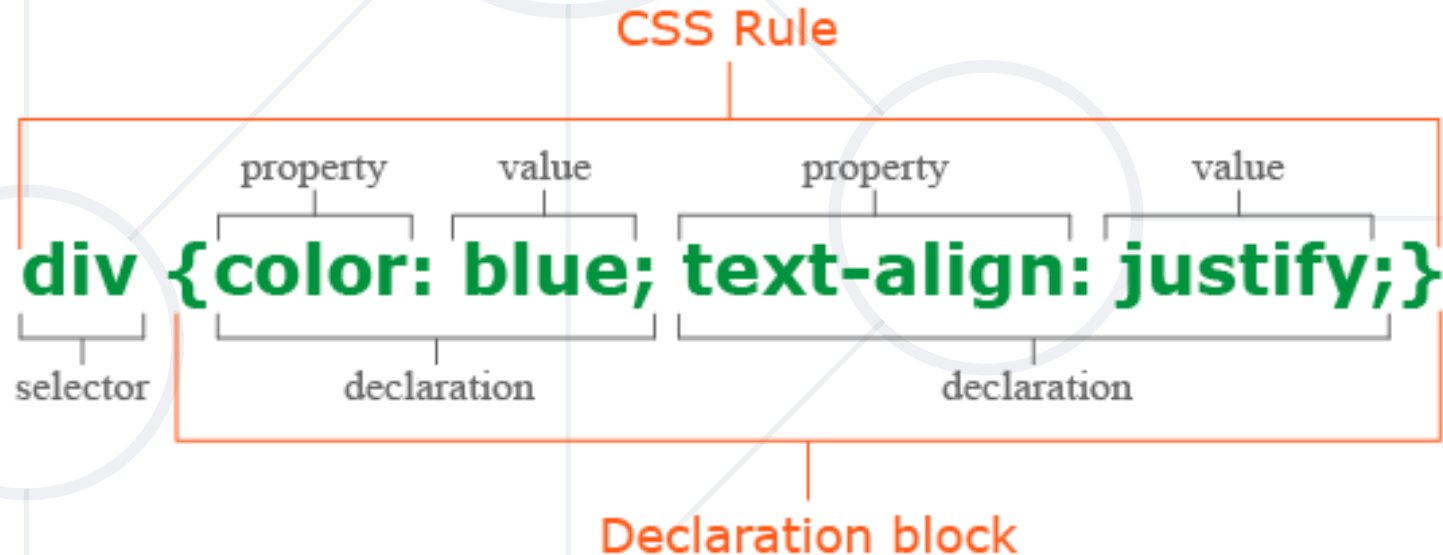 CSS Rule
property value property value
div {color: blue; text-align: justify;}
selector declaration declaration
Declaration block